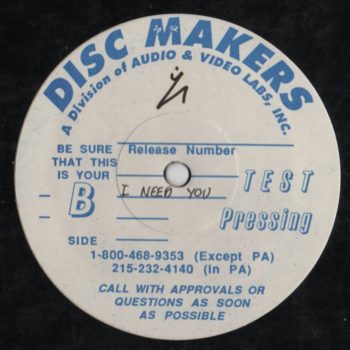 DISC MAKERS
A Division of AUDIO & VIDEO LABS, INC.
BE SURE
THAT THIS
IS YOUR
B
SIDE
Release Number
I NEED YOU
TEST
Pressing
1-800-468-9353 (Except PA)
215-232-4140 (In PA)
CALL WITH APPROVALS OR
QUESTIONS AS SOON
AS POSSIBLE